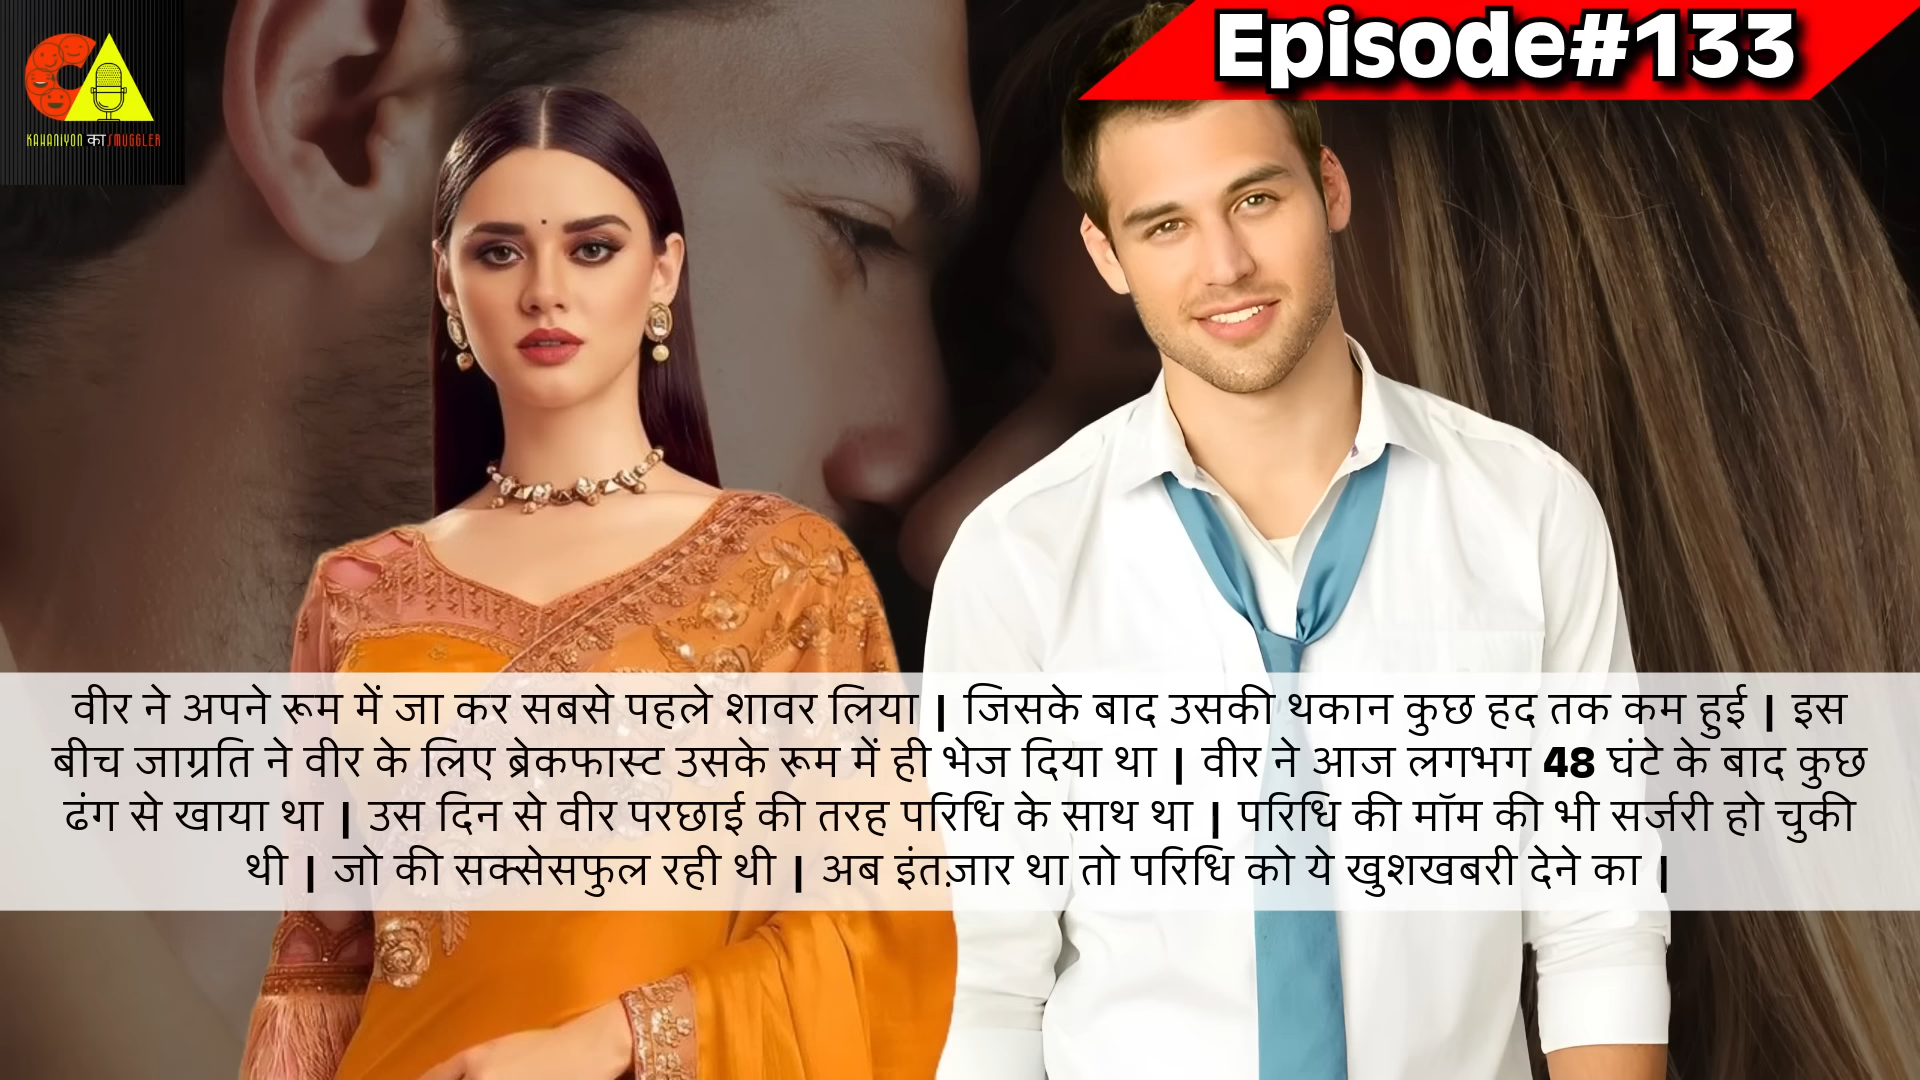 Episode#133
KAHANIYON का SMUGGLER
वीर ने अपने रूम में जा कर सबसे पहले शावर लिया | जिसके बाद उसकी थकान कुछ हद तक कम हुई | इस
बीच जाग्रति ने वीर के लिए ब्रेकफास्ट उसके रूम में ही भेज दिया था | वीर ने आज लगभग 48 घंटे के बाद कुछ
ढंग से खाया था | उस दिन से वीर परछाई की तरह परिधि के साथ था | परिधि की मॉम की भी सर्जरी हो चुकी
थी | जो की सक्सेसफुल रही थी | अब इंतज़ार था तो परिधि को ये खुशखबरी देने का |